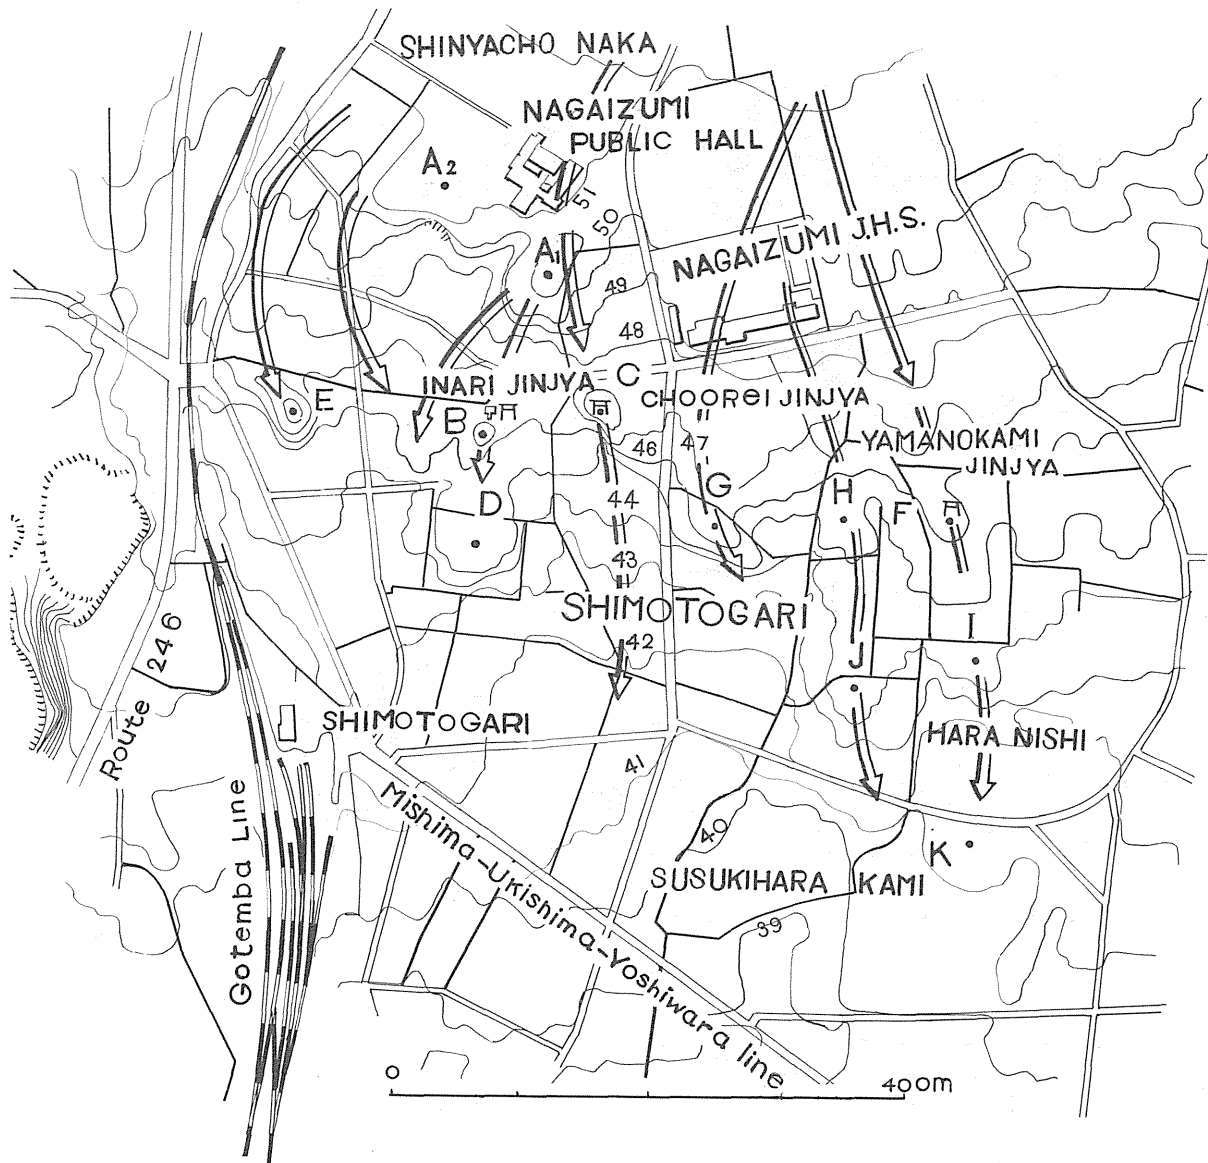 SHINYACHO NAKA
NAGAIZUMI
PUBLIC HALL
A2
51
50
NAGAIZUMI J.H.S.
A1
49
48
INARI JINJYA
C
CHOOREI JINJYA
E
B
46
47
YAMANOKAMI
JINJYA
D
44
G
H
F
43
SHIMOTOGARI
42
I
J
Route 246
SHIMOTOGARI
HARA NISHI
41
Gotemba Line
Mishima-Ukishima-Yoshiwara line
40
K
SUSUKIHARA KAMI
39
0
400m